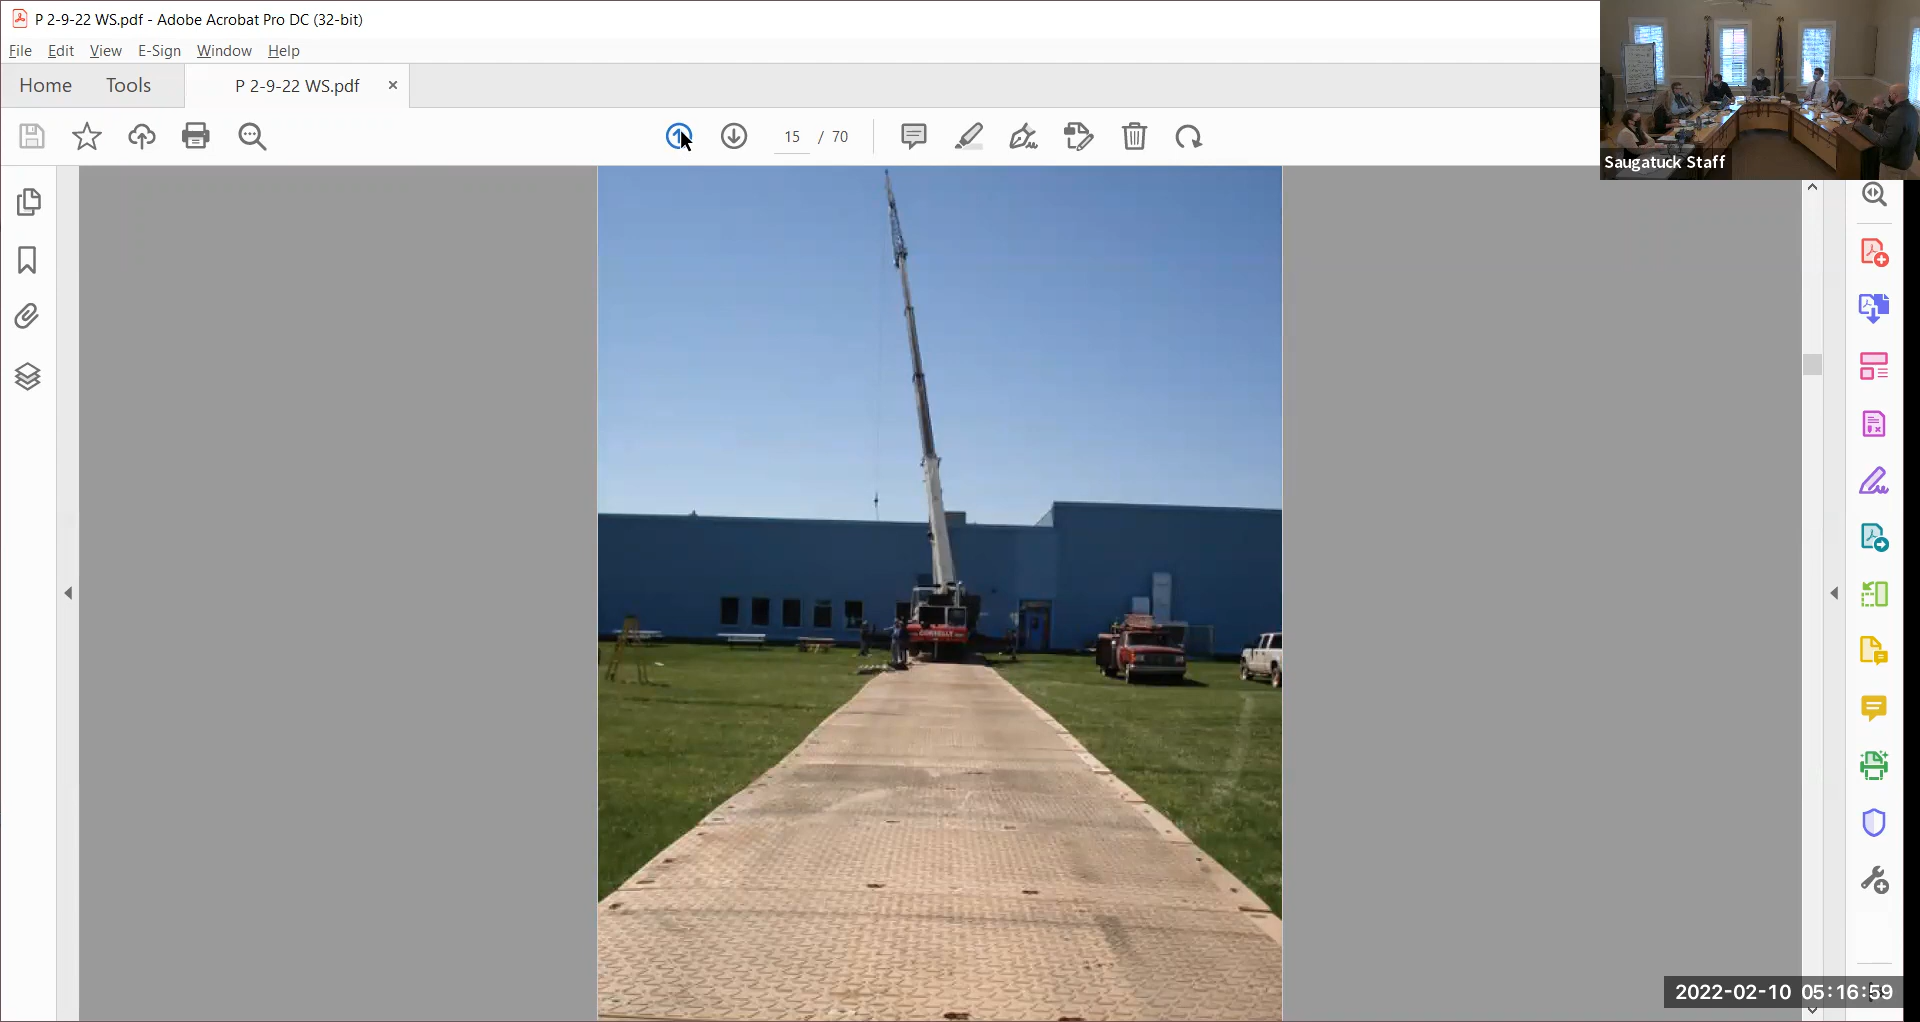 P 2-9-22 WS.pdf - Adobe Acrobat Pro DC (32-bit)
File Edit View E-Sign Window Help
Home Tools P 2-9-22 WS.pdf ×
15 / 70
Saugatuck Staff
CONNELLY
2022-02-10 05:16:59